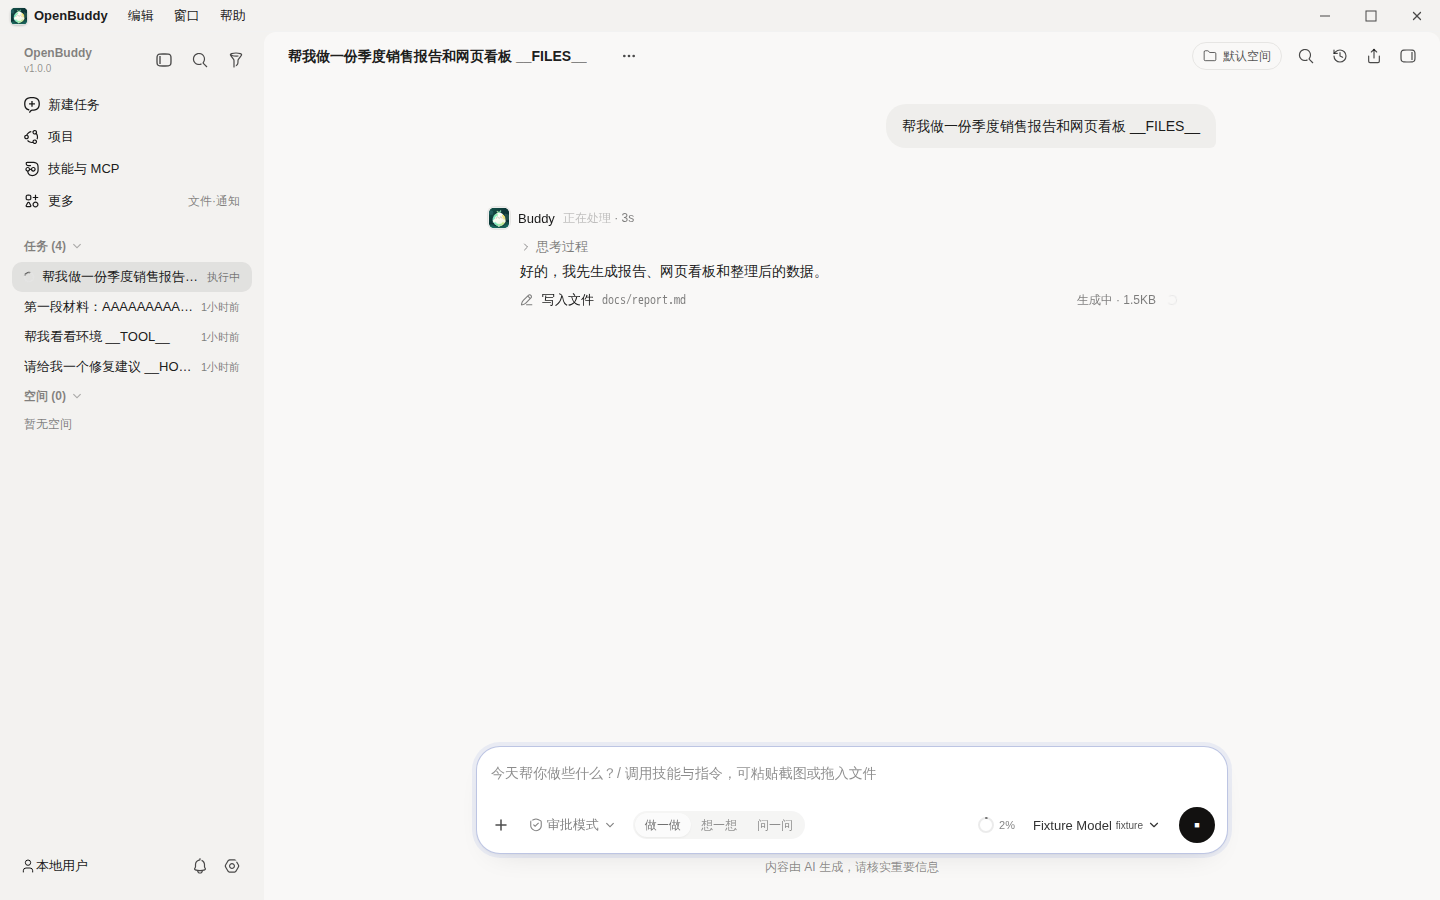 OpenBuddy 编辑 窗口 帮助
OpenBuddy
v1.0.0
新建任务
项目
技能与 MCP
更多 文件·通知
任务 (4)
帮我做一份季度销售报告... 执行中
第一段材料：AAAAAAAAA... 1小时前
帮我看看环境 __TOOL__ 1小时前
请给我一个修复建议 __HO... 1小时前
空间 (0)
暂无空间
本地用户
帮我做一份季度销售报告和网页看板 __FILES__
默认空间
帮我做一份季度销售报告和网页看板 __FILES__
Buddy 正在处理 · 3s
思考过程
好的，我先生成报告、网页看板和整理后的数据。
写入文件 docs/report.md 生成中 · 1.5KB
今天帮你做些什么？/ 调用技能与指令，可粘贴截图或拖入文件
审批模式 做一做 想一想 问一问 2% Fixture Model fixture
内容由 AI 生成，请核实重要信息